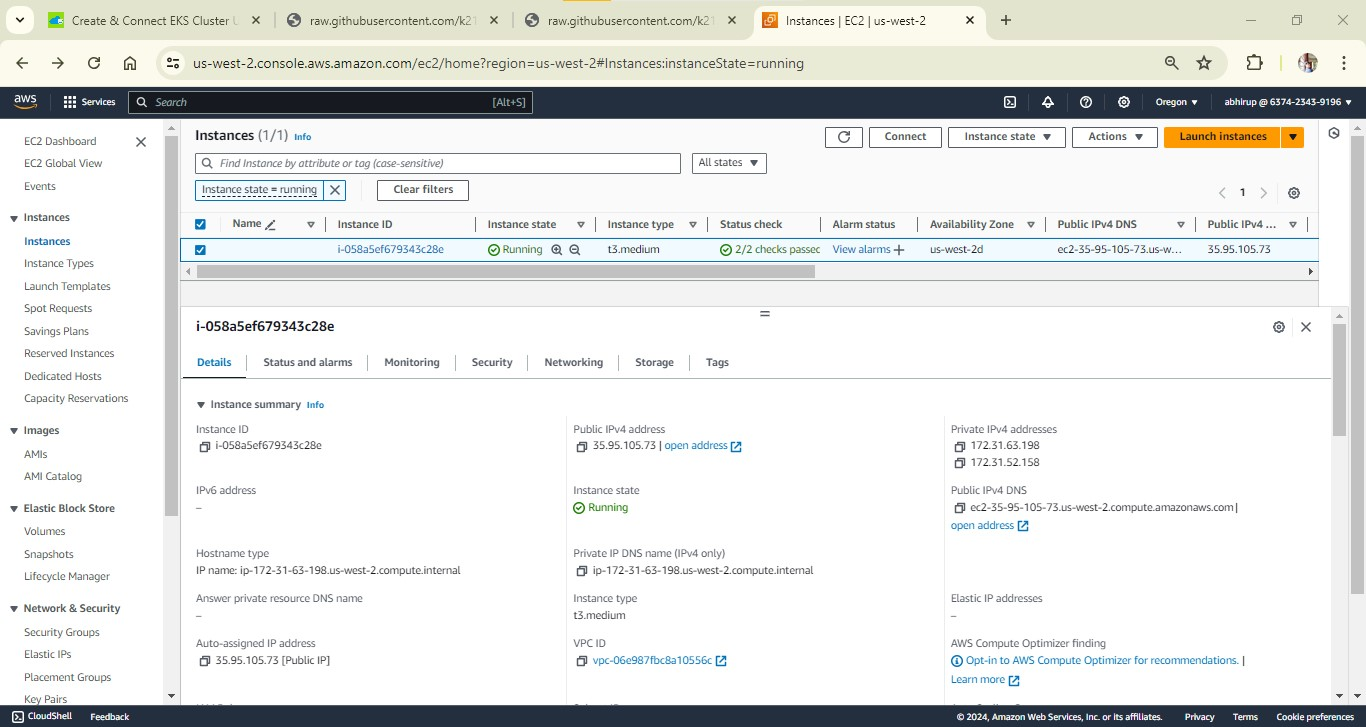 Create & Connect EKS Cluster U
raw.githubusercontent.com/k21
raw.githubusercontent.com/k21
Instances | EC2 | us-west-2
us-west-2.console.aws.amazon.com/ec2/home?region=us-west-2#Instances:instanceState=running
aws
Services
Search
[Alt+S]
Oregon
abhirup @ 6374-2343-9196
EC2 Dashboard
EC2 Global View
Events
Instances
Instances
Instance Types
Launch Templates
Spot Requests
Savings Plans
Reserved Instances
Dedicated Hosts
Capacity Reservations
Images
AMIs
AMI Catalog
Elastic Block Store
Volumes
Snapshots
Lifecycle Manager
Network & Security
Security Groups
Elastic IPs
Placement Groups
Key Pairs
Instances (1/1) Info
Connect
Instance state
Actions
Launch instances
Find Instance by attribute or tag (case-sensitive)
All states
Instance state = running
Clear filters
1
Name Instance ID Instance state Instance type Status check Alarm status Availability Zone Public IPv4 DNS Public IPv4 ...
i-058a5ef679343c28e Running t3.medium 2/2 checks passed View alarms us-west-2d ec2-35-95-105-73.us-w... 35.95.105.73
i-058a5ef679343c28e
Details Status and alarms Monitoring Security Networking Storage Tags
Instance summary Info
Instance ID
i-058a5ef679343c28e
Public IPv4 address
35.95.105.73 | open address
Private IPv4 addresses
172.31.63.198
172.31.52.158
IPv6 address
–
Instance state
Running
Public IPv4 DNS
ec2-35-95-105-73.us-west-2.compute.amazonaws.com |
open address
Hostname type
IP name: ip-172-31-63-198.us-west-2.compute.internal
Private IP DNS name (IPv4 only)
ip-172-31-63-198.us-west-2.compute.internal
Answer private resource DNS name
–
Instance type
t3.medium
Elastic IP addresses
–
Auto-assigned IP address
35.95.105.73 [Public IP]
VPC ID
vpc-06e987fbc8a10556c
AWS Compute Optimizer finding
Opt-in to AWS Compute Optimizer for recommendations. |
Learn more
CloudShell
Feedback
© 2024, Amazon Web Services, Inc. or its affiliates.
Privacy
Terms
Cookie preferences